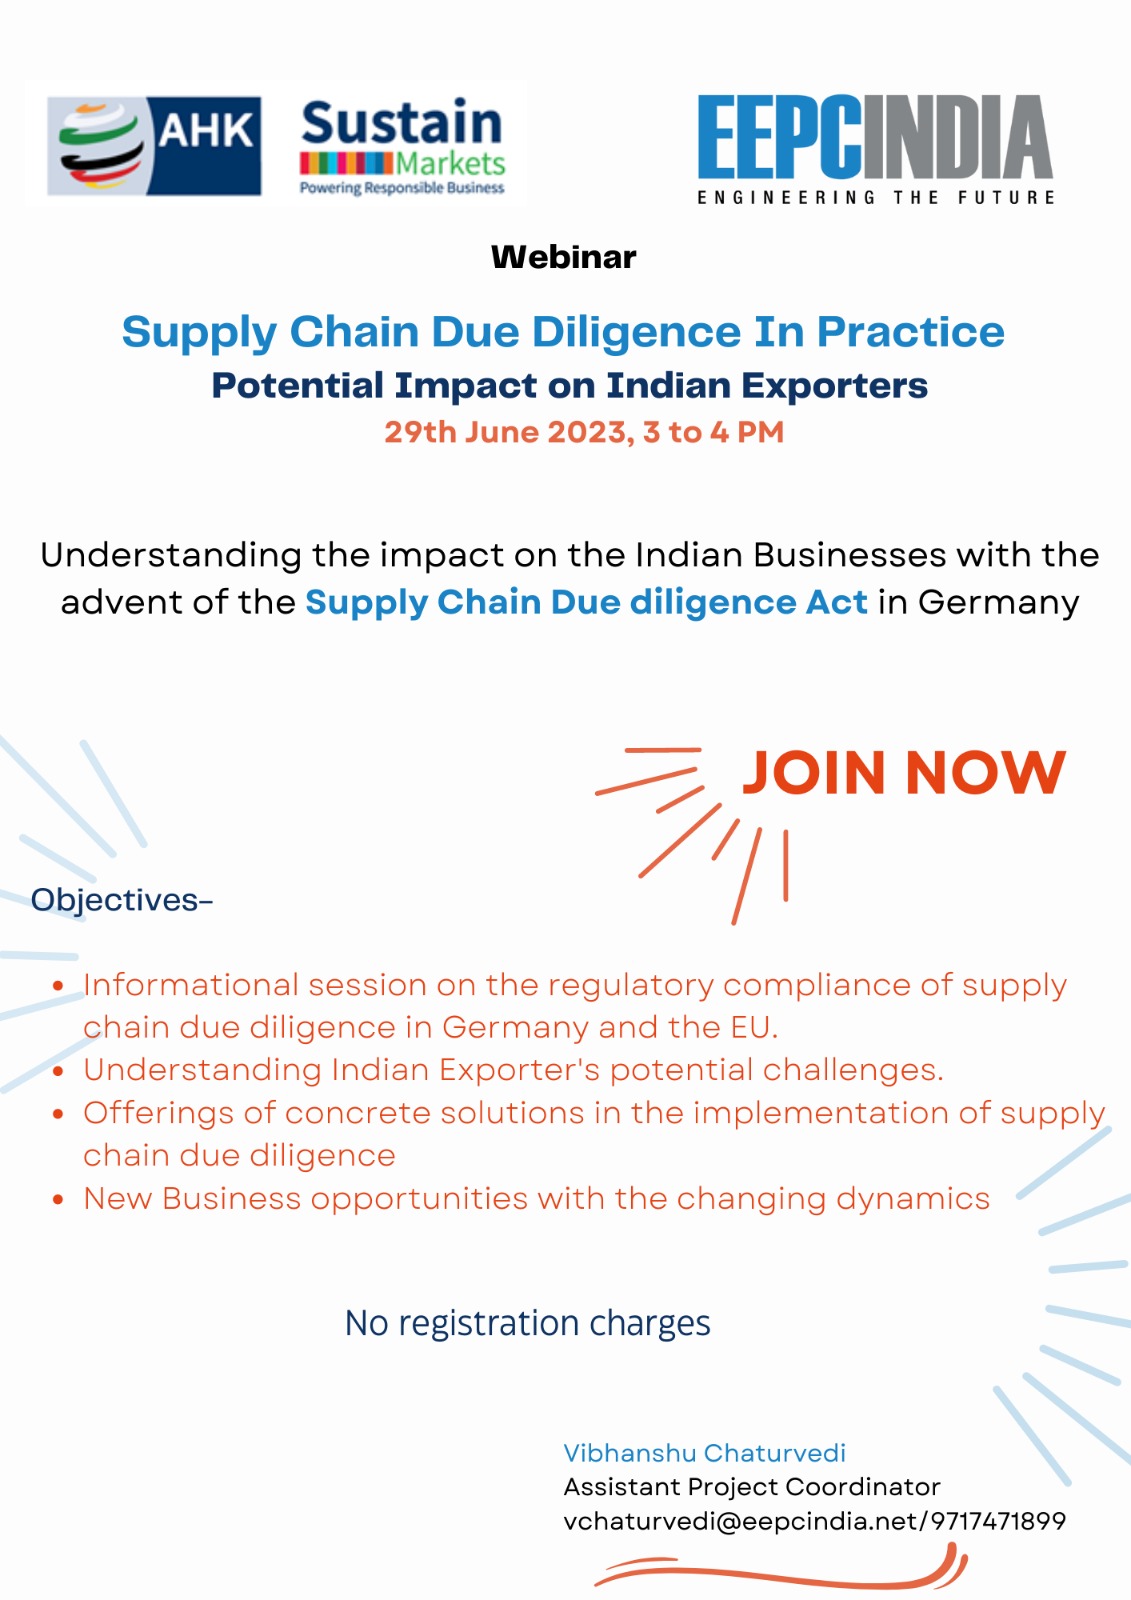 AHK
Sustain
Markets
Powering Responsible Business
EEPCINDIA
ENGINEERING THE FUTURE
Webinar
Supply Chain Due Diligence In Practice
Potential Impact on Indian Exporters
29th June 2023, 3 to 4 PM
Understanding the impact on the Indian Businesses with the
advent of the Supply Chain Due diligence Act in Germany
JOIN NOW
Objectives–
• Informational session on the regulatory compliance of supply
chain due diligence in Germany and the EU.
• Understanding Indian Exporter's potential challenges.
• Offerings of concrete solutions in the implementation of supply
chain due diligence
• New Business opportunities with the changing dynamics
No registration charges
Vibhanshu Chaturvedi
Assistant Project Coordinator
vchaturvedi@eepcindia.net/9717471899